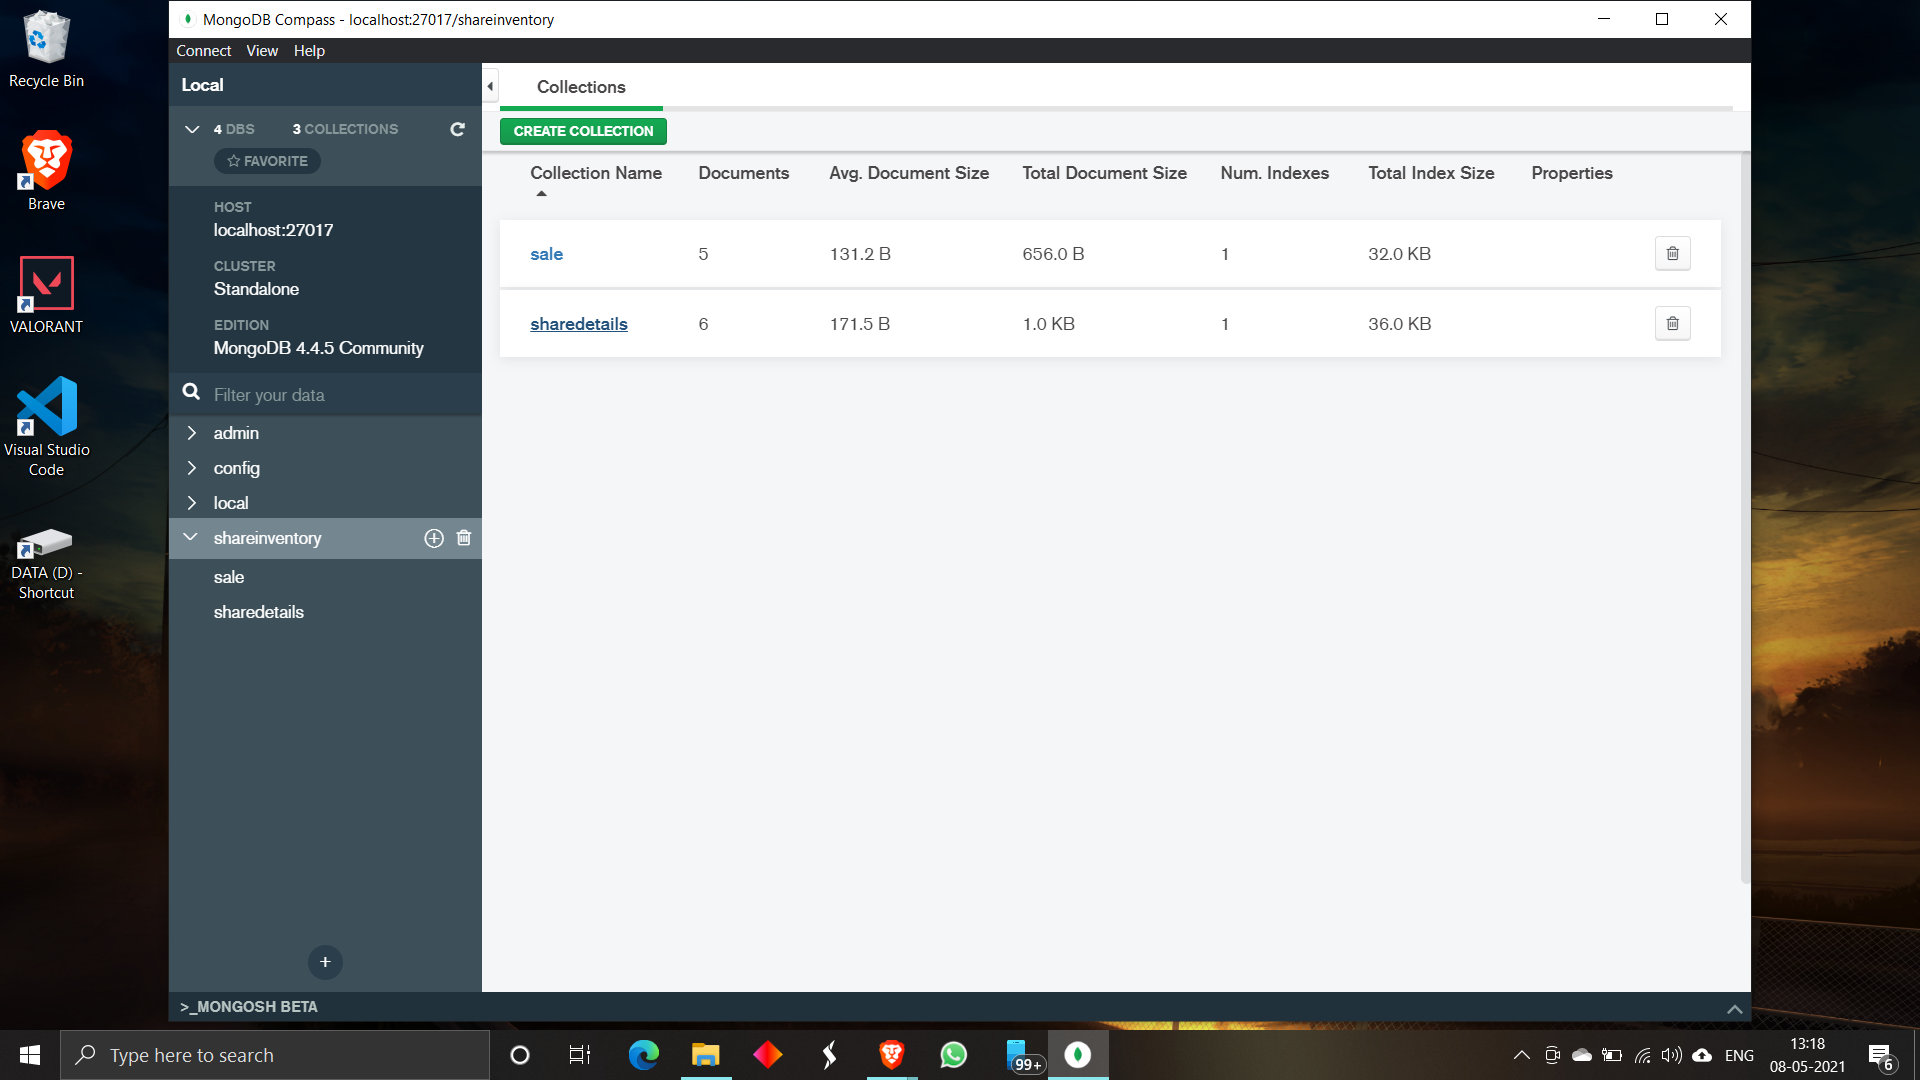 Recycle Bin
Brave
VALORANT
Visual Studio
Code
DATA (D) -
Shortcut
MongoDB Compass - localhost:27017/shareinventory
Connect View Help
Local
4 DBS 3 COLLECTIONS
FAVORITE
HOST
localhost:27017
CLUSTER
Standalone
EDITION
MongoDB 4.4.5 Community
Filter your data
admin
config
local
shareinventory
sale
sharedetails
+
>_MONGOSH BETA
Collections
CREATE COLLECTION
Collection Name Documents Avg. Document Size Total Document Size Num. Indexes Total Index Size Properties
sale 5 131.2 B 656.0 B 1 32.0 KB
sharedetails 6 171.5 B 1.0 KB 1 36.0 KB
Type here to search
99+
ENG
13:18
08-05-2021
6